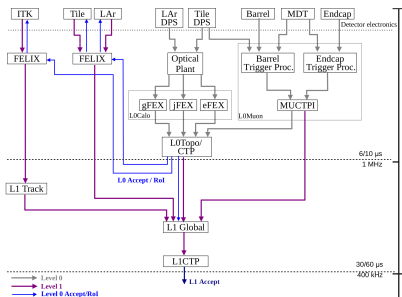 ITK
Tile
LAr
LAr
DPS
Tile
DPS
Barrel
MDT
Endcap
Detector electronics
FELIX
FELIX
Optical
Plant
Barrel
Trigger Proc.
Endcap
Trigger Proc.
gFEX
jFEX
eFEX
MUCTPI
L0Calo
L0Muon
L0Topo/
CTP
6/10 µs
1 MHz
L0 Accept / RoI
L1 Track
L1 Global
L1CTP
30/60 µs
400 kHz
Level 0
Level 1
Level 0 Accept/RoI
L1 Accept